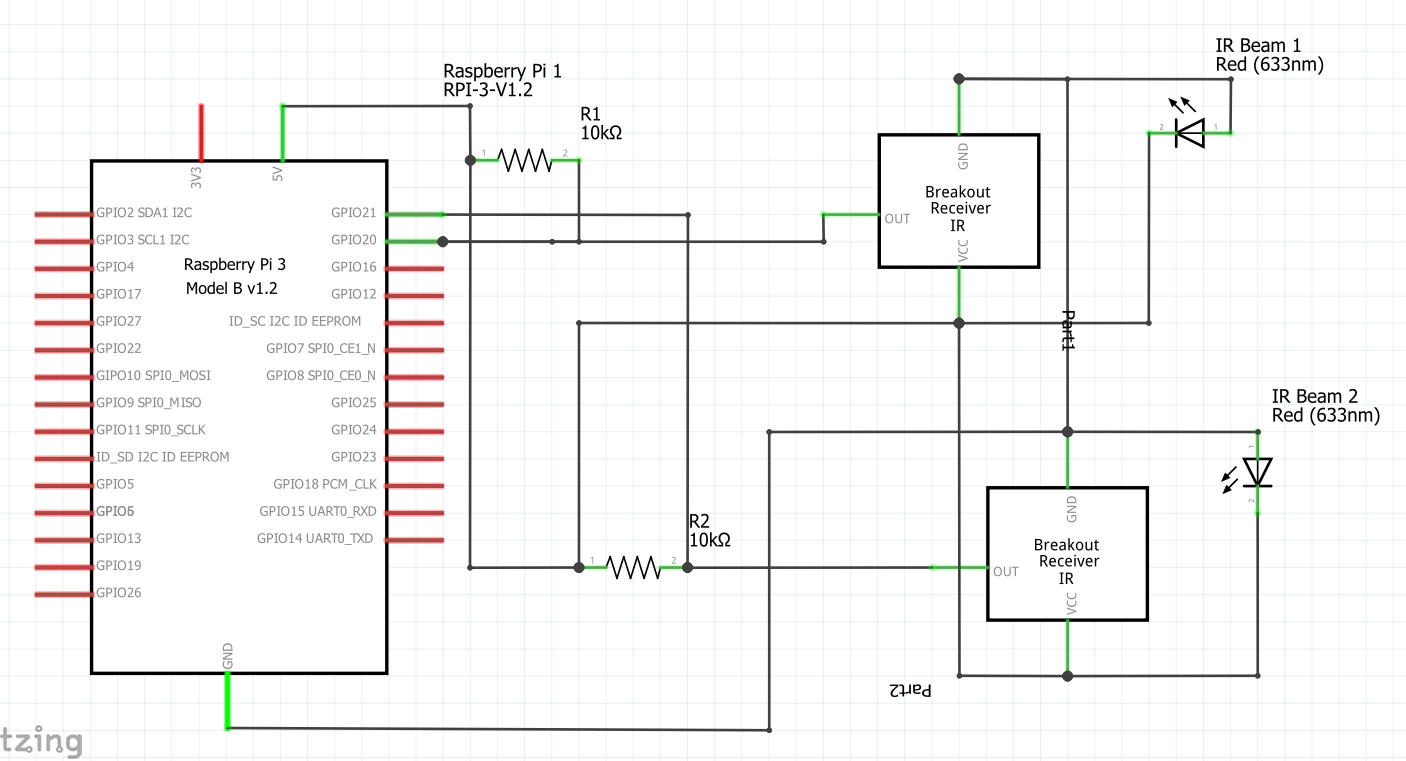 IR Beam 1
Red (633nm)
Raspberry Pi 1
RPI-3-V1.2
R1
10kΩ
1
2
2
1
3V3
5V
GND
Breakout
Receiver
IR
OUT
VCC
GPIO2 SDA1 I2C
GPIO21
GPIO3 SCL1 I2C
GPIO20
Raspberry Pi 3
Model B v1.2
GPIO4
GPIO16
GPIO17
GPIO12
GPIO27
ID_SC I2C ID EEPROM
GPIO22
GPIO7 SPI0_CE1_N
GIPO10 SPI0_MOSI
GPIO8 SPI0_CE0_N
GPIO9 SPI0_MISO
GPIO25
GPIO11 SPI0_SCLK
GPIO24
ID_SD I2C ID EEPROM
GPIO23
GPIO5
GPIO18 PCM_CLK
GPIO6
GPIO15 UART0_RXD
GPIO13
GPIO14 UART0_TXD
GPIO19
GPIO26
GND
Part1
IR Beam 2
Red (633nm)
1
2
R2
10kΩ
1
2
GND
Breakout
Receiver
IR
OUT
VCC
Part2
tzing